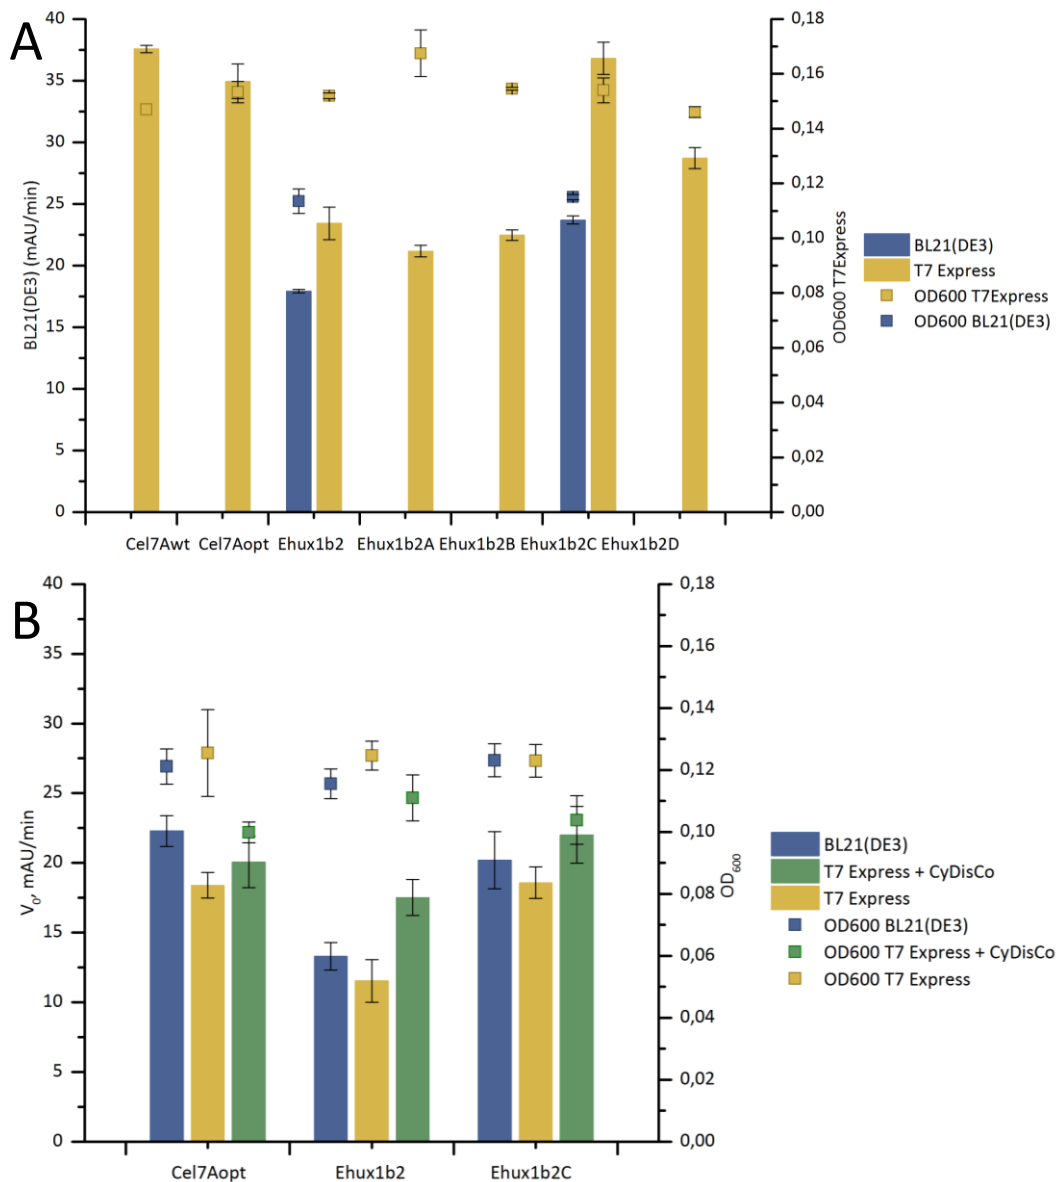 A
40
35
30
25
20
15
10
5
0
BL21(DE3) (mAU/min)
0,18
0,16
0,14
0,12
0,10
0,08
0,06
0,04
0,02
0,00
OD600 T7Express
BL21(DE3)
T7 Express
OD600 T7Express
OD600 BL21(DE3)
Cel7Awt Cel7Aopt Ehux1b2 Ehux1b2A Ehux1b2B Ehux1b2C Ehux1b2D
B
40
35
30
25
20
15
10
5
0
V0, mAU/min
0,18
0,16
0,14
0,12
0,10
0,08
0,06
0,04
0,02
0,00
OD600
BL21(DE3)
T7 Express + CyDisCo
T7 Express
OD600 BL21(DE3)
OD600 T7 Express + CyDisCo
OD600 T7 Express
Cel7Aopt Ehux1b2 Ehux1b2C